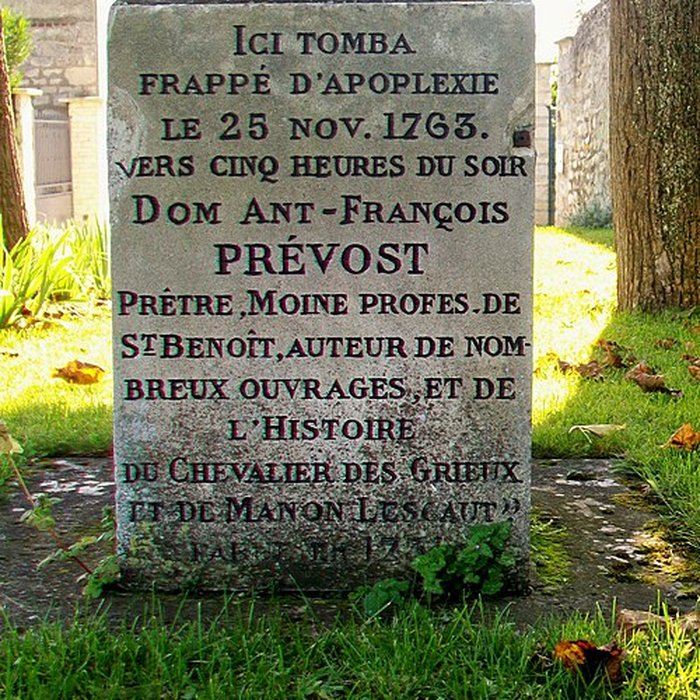 ICI TOMBA
FRAPPÉ D'APOPLEXIE
LE 25 NOV. 1763.
VERS CINQ HEURES DU SOIR
DOM ANT-FRANÇOIS
PRÉVOST
PRÊTRE, MOINE PROFES. DE
ST BENOÎT, AUTEUR DE NOM-
BREUX OUVRAGES, ET DE
L'HISTOIRE
DU CHEVALIER DES GRIEUX
ET DE MANON LESCAUT"